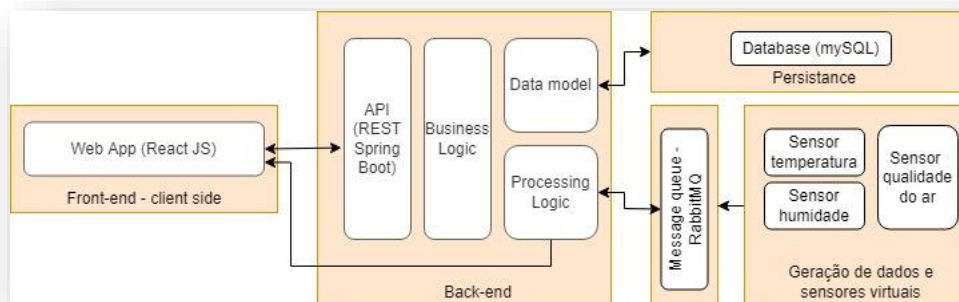 Web App (React JS)
Front-end - client side
API
(REST
Spring
Boot)
Business
Logic
Data model
Processing
Logic
Back-end
Database (mySQL)
Persistance
Message queue -
RabbitMQ
Sensor
temperatura
Sensor
humidade
Sensor
qualidade
do ar
Geração de dados e
sensores virtuais